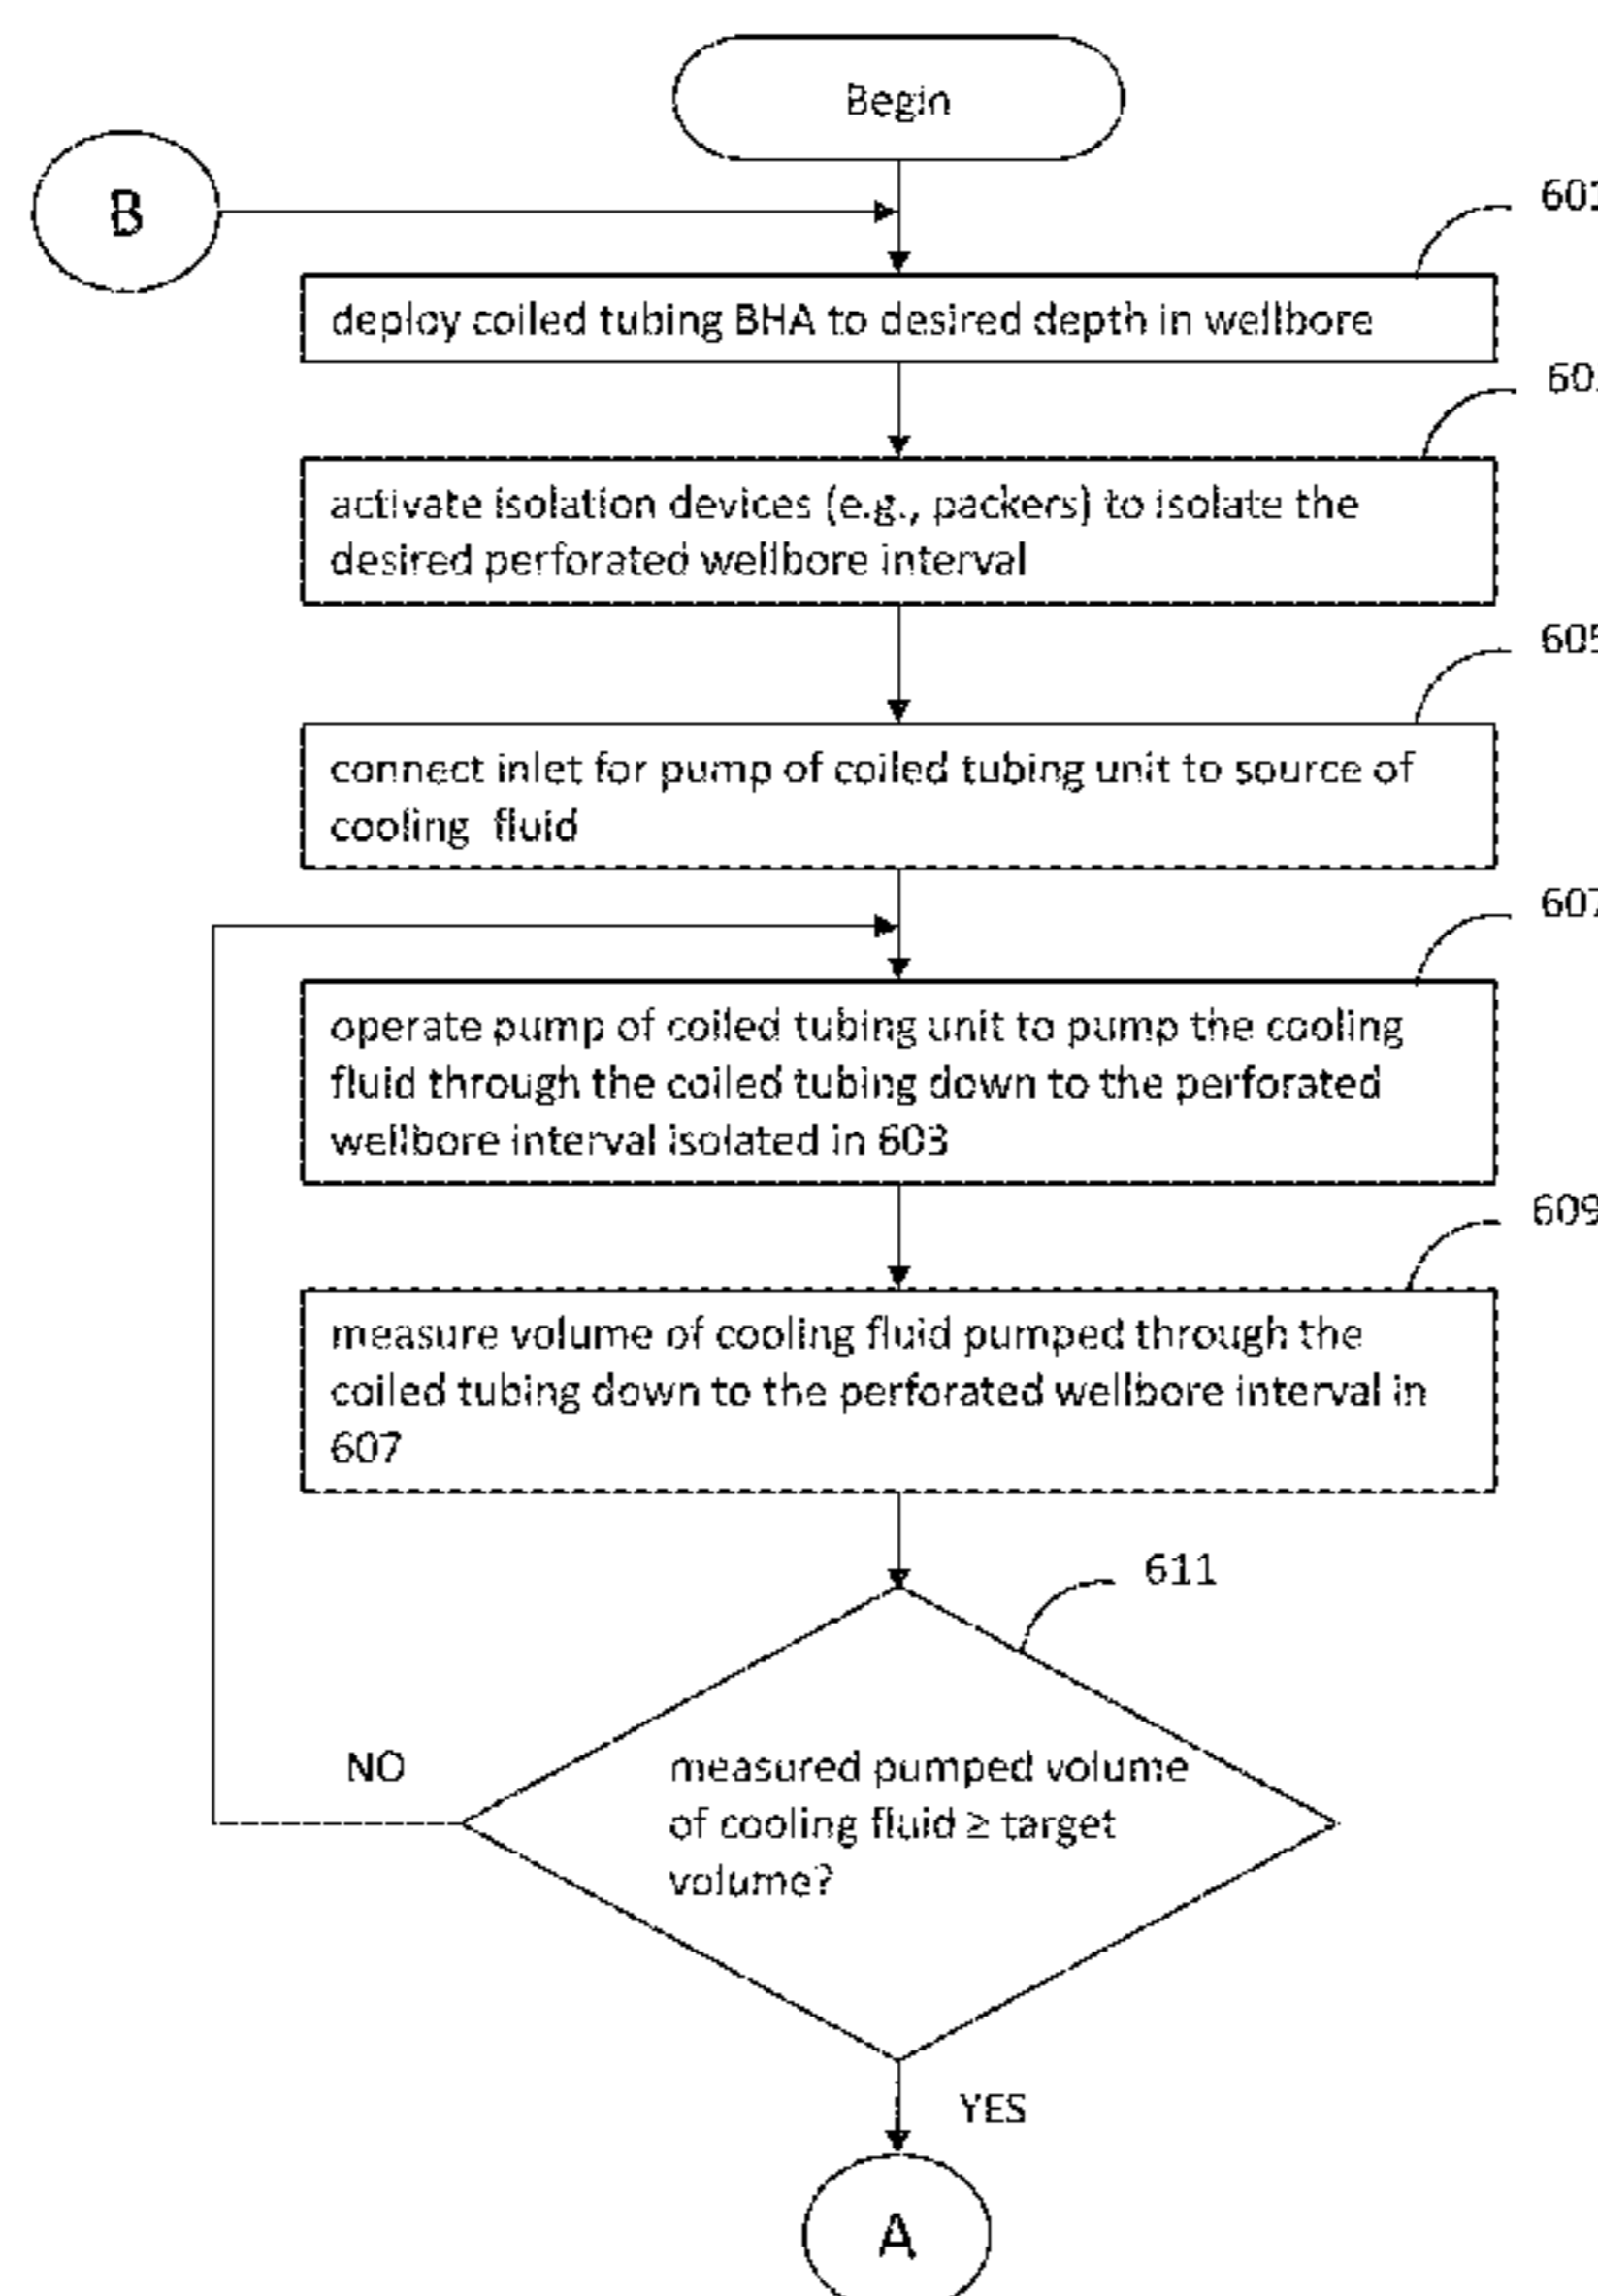 Begin
B
601
deploy coiled tubing BHA to desired depth in wellbore
activate isolation devices (e.g., packers) to isolate the
desired perforated wellbore interval
605
connect inlet for pump of coiled tubing unit to source of
cooling fluid
607
operate pump of coiled tubing unit to pump the cooling
fluid through the coiled tubing down to the perforated
wellbore interval isolated in 603
609
measure volume of cooling fluid pumped through the
coiled tubing down to the perforated wellbore interval in
607
611
NO
measured pumped volume
of cooling fluid ≥ target
volume?
YES
A